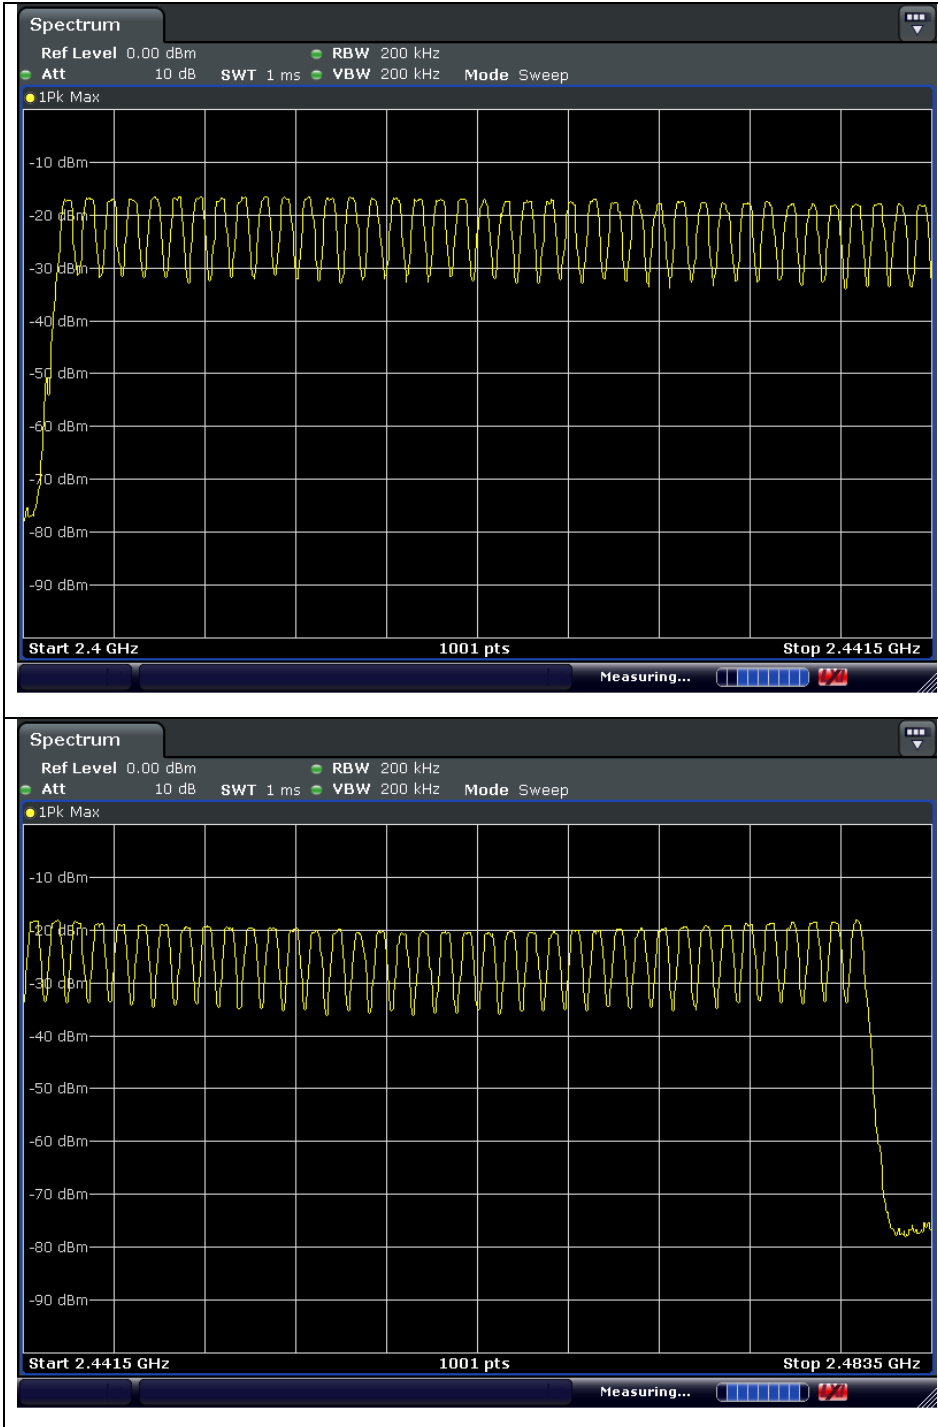 Spectrum
Ref Level 0.00 dBm RBW 200 kHz
Att 10 dB SWT 1 ms VBW 200 kHz Mode Sweep
1Pk Max
-10 dBm
-20 dBm
-30 dBm
-40 dBm
-50 dBm
-60 dBm
-70 dBm
-80 dBm
-90 dBm
Start 2.4 GHz 1001 pts Stop 2.4415 GHz
Measuring...
Spectrum
Ref Level 0.00 dBm RBW 200 kHz
Att 10 dB SWT 1 ms VBW 200 kHz Mode Sweep
1Pk Max
-10 dBm
-20 dBm
-30 dBm
-40 dBm
-50 dBm
-60 dBm
-70 dBm
-80 dBm
-90 dBm
Start 2.4415 GHz 1001 pts Stop 2.4835 GHz
Measuring...